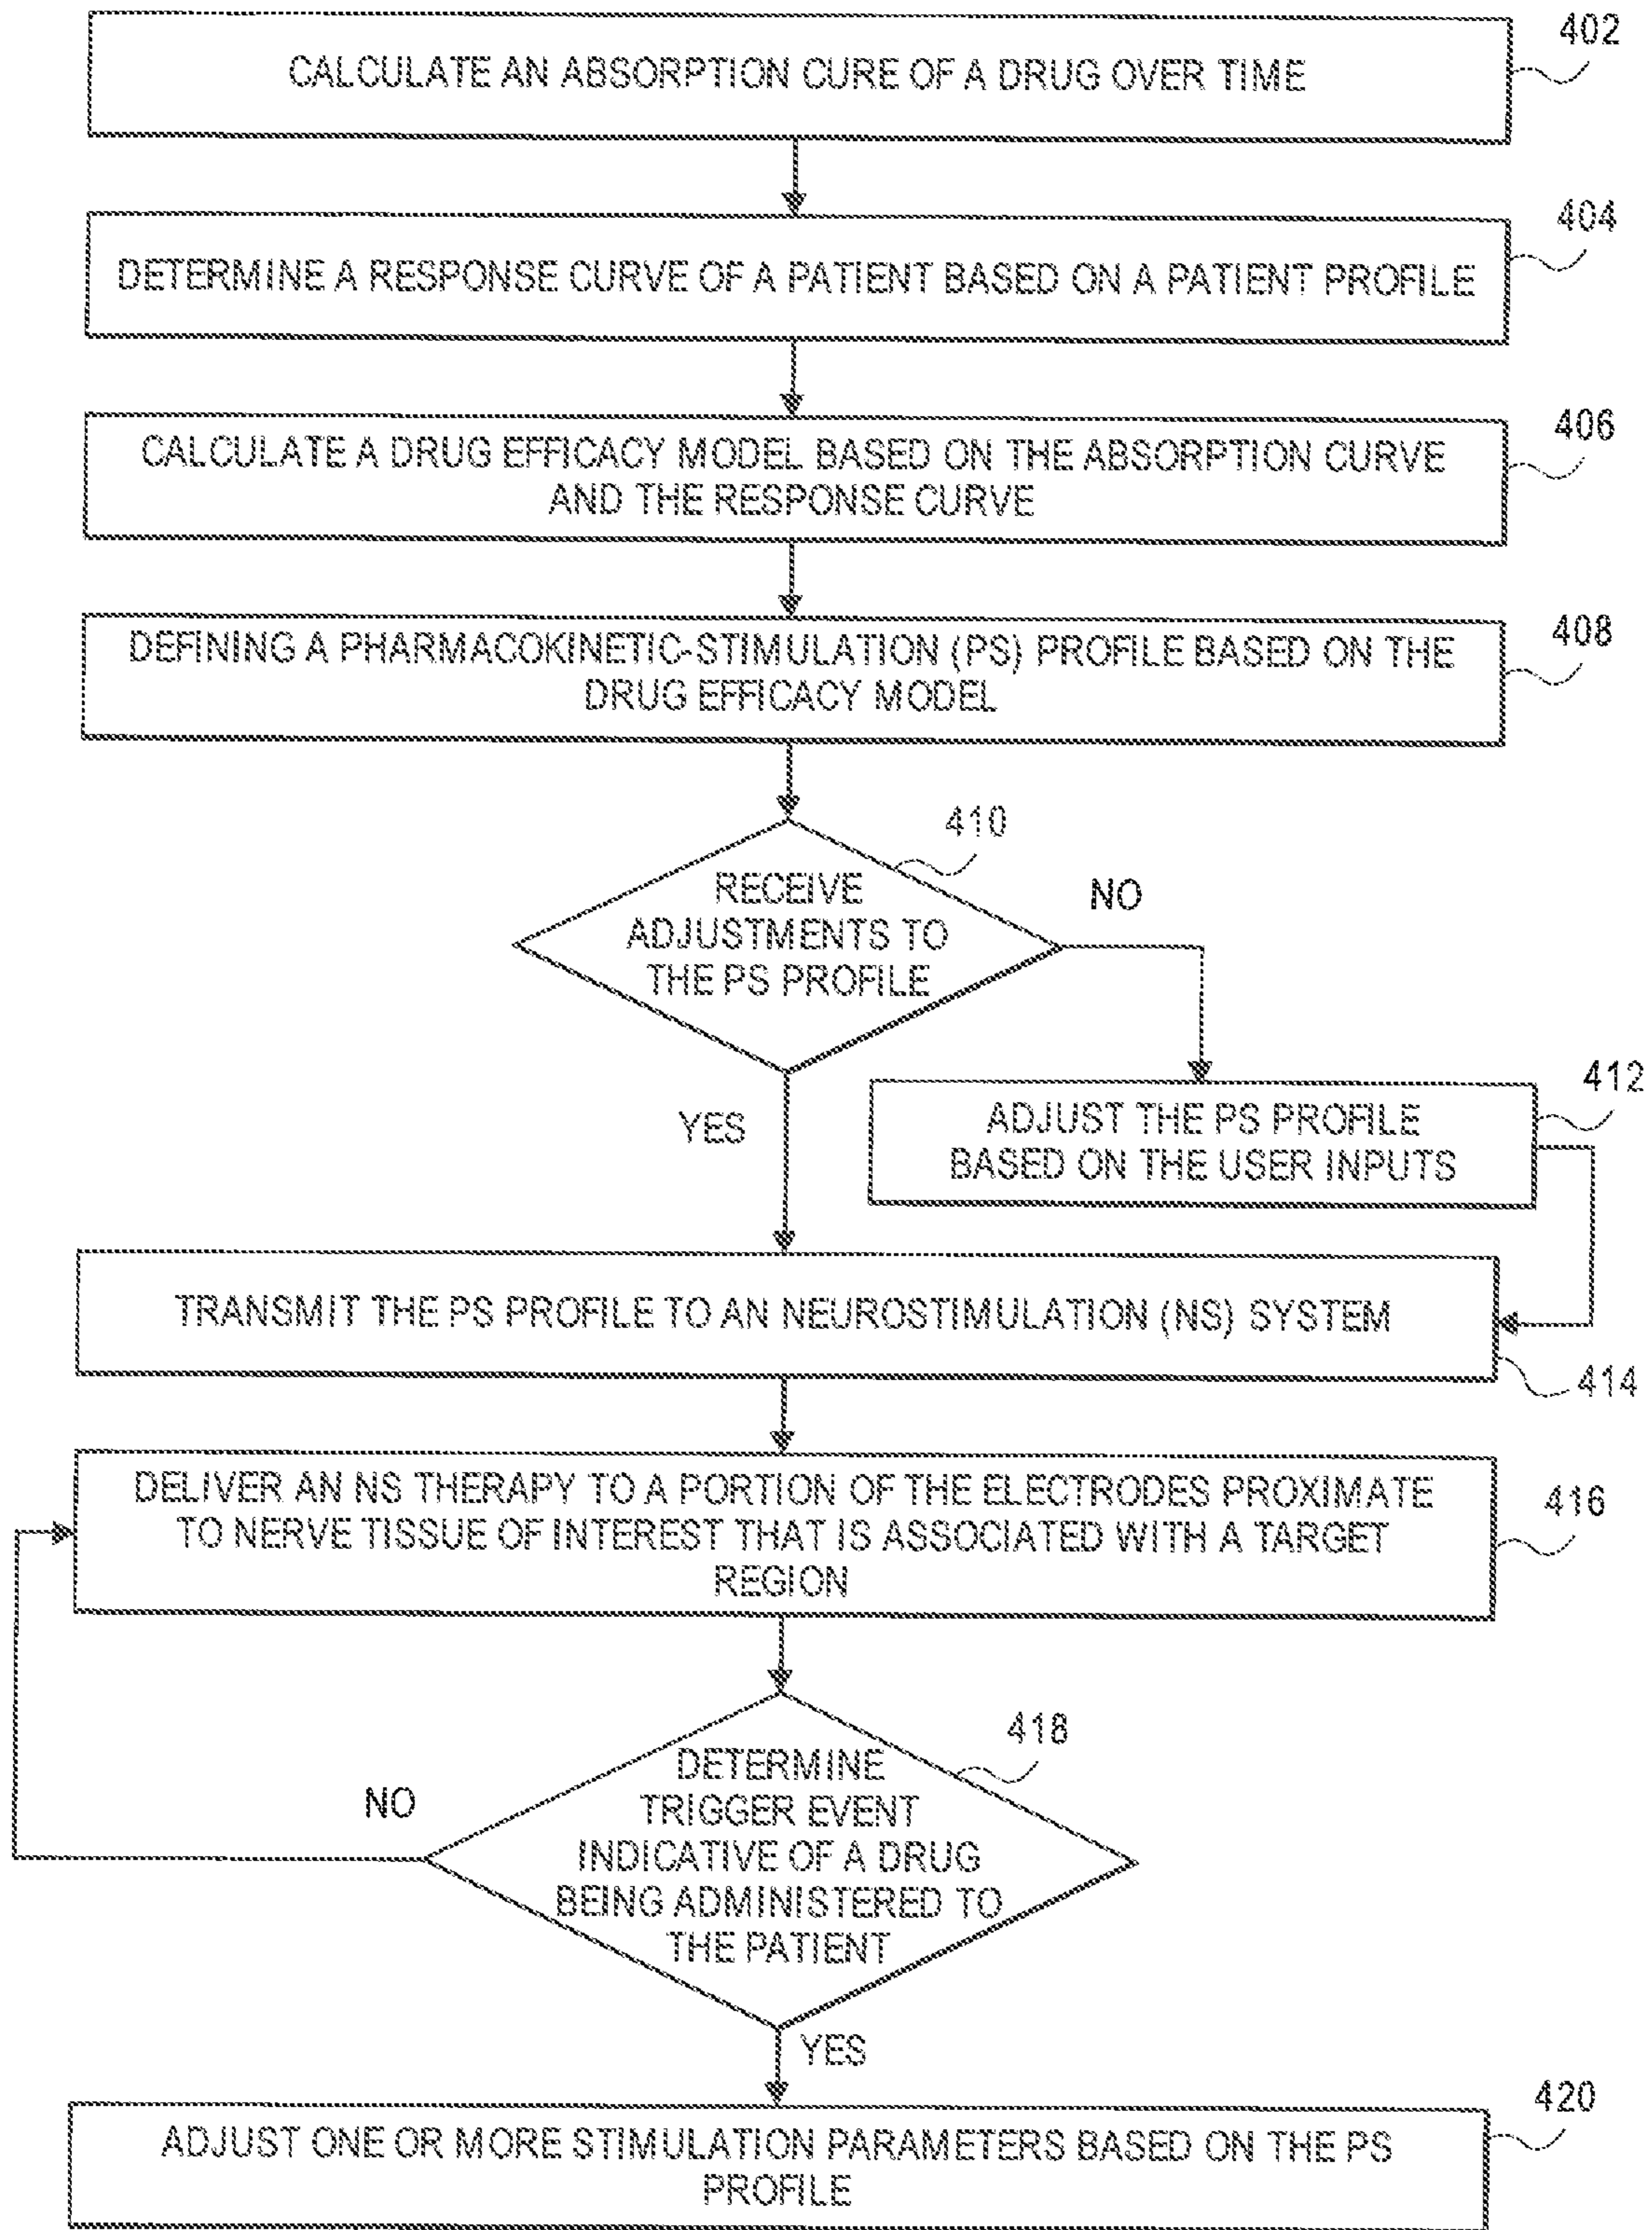 402
CALCULATE AN ABSORPTION CURE OF A DRUG OVER TIME
404
DETERMINE A RESPONSE CURVE OF A PATIENT BASED ON A PATIENT PROFILE
406
CALCULATE A DRUG EFFICACY MODEL BASED ON THE ABSORPTION CURVE
AND THE RESPONSE CURVE
408
DEFINING A PHARMACOKINETIC-STIMULATION (PS) PROFILE BASED ON THE
DRUG EFFICACY MODEL
410
RECEIVE
ADJUSTMENTS TO
THE PS PROFILE
NO
YES
412
ADJUST THE PS PROFILE
BASED ON THE USER INPUTS
TRANSMIT THE PS PROFILE TO AN NEUROSTIMULATION (NS) SYSTEM
414
DELIVER AN NS THERAPY TO A PORTION OF THE ELECTRODES PROXIMATE
TO NERVE TISSUE OF INTEREST THAT IS ASSOCIATED WITH A TARGET
REGION
416
418
DETERMINE
TRIGGER EVENT
INDICATIVE OF A DRUG
BEING ADMINISTERED TO
THE PATIENT
NO
YES
420
ADJUST ONE OR MORE STIMULATION PARAMETERS BASED ON THE PS
PROFILE